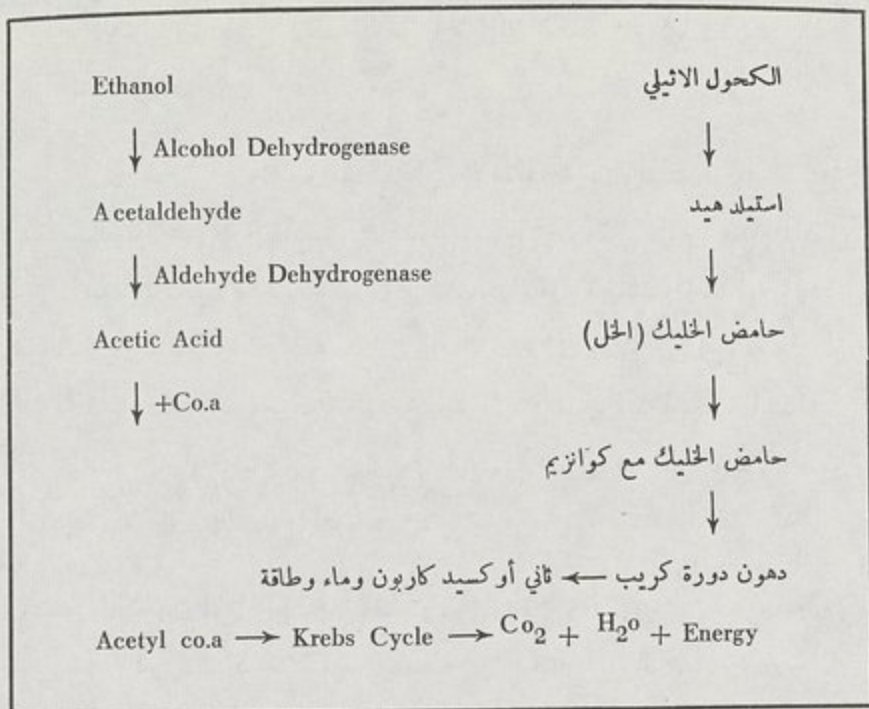 Ethanol الكحول الاثيلي
↓ Alcohol Dehydrogenase ↓
Acetaldehyde استيلد هيد
↓ Aldehyde Dehydrogenase ↓
Acetic Acid حامض الخليك (الخل)
↓ +Co.a ↓
حامض الخليك مع كوانزيم
↓
دهون دورة كريب ← ثاني أوكسيد كاربون وماء وطاقة
Acetyl co.a → Krebs Cycle → Co₂ + H₂o + Energy